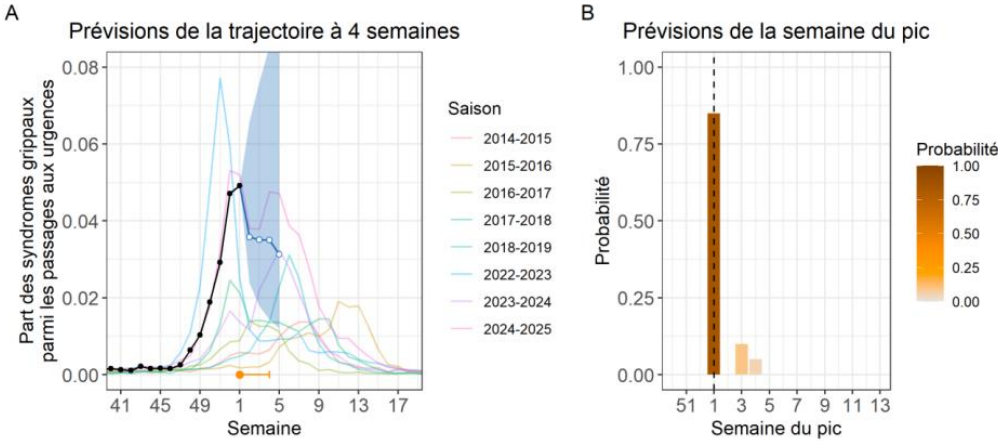 A
Prévisions de la trajectoire à 4 semaines
Part des syndromes grippaux
parmi les passages aux urgences
0.08
0.06
0.04
0.02
0.00
41 45 49 1 5 9 13 17
Semaine
Saison
2014-2015
2015-2016
2016-2017
2017-2018
2018-2019
2022-2023
2023-2024
2024-2025
B
Prévisions de la semaine du pic
Probabilité
1.00
0.75
0.50
0.25
0.00
51 1 3 5 7 9 11 13
Semaine du pic
Probabilité
1.00
0.75
0.50
0.25
0.00